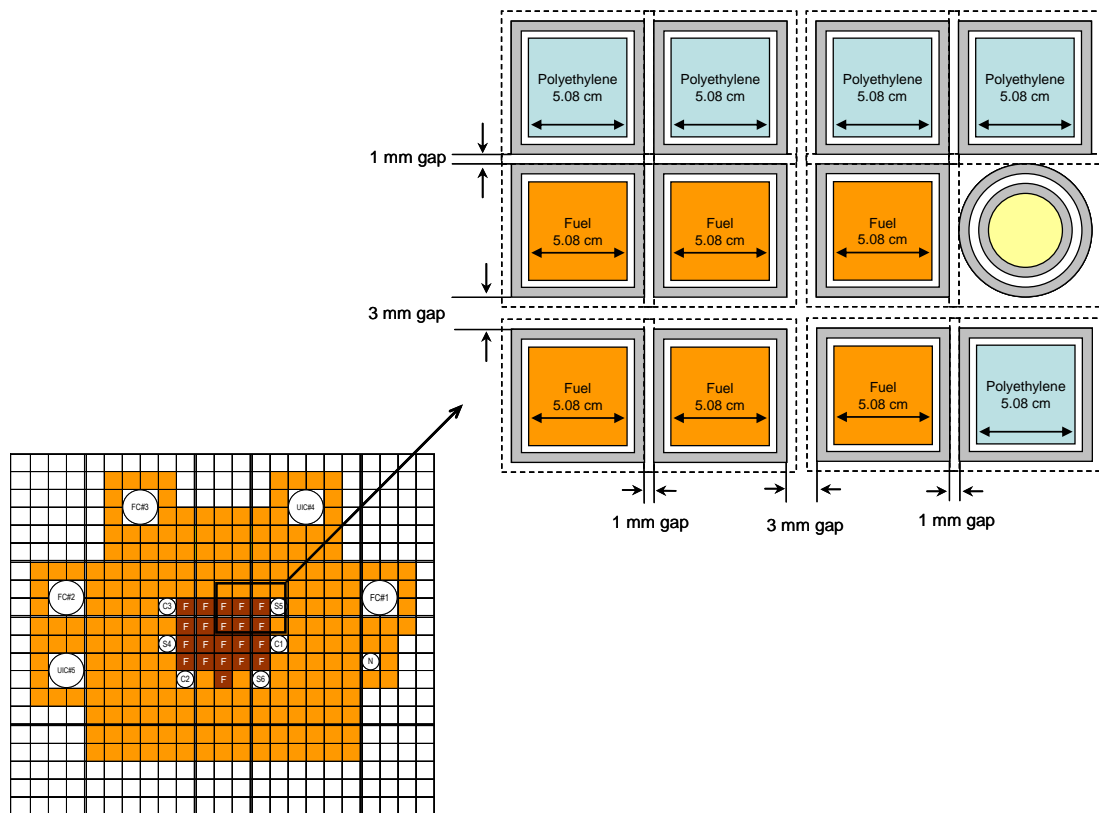 Polyethylene
5.08 cm
Polyethylene
5.08 cm
Polyethylene
5.08 cm
Polyethylene
5.08 cm
1 mm gap
Fuel
5.08 cm
Fuel
5.08 cm
Fuel
5.08 cm
3 mm gap
Fuel
5.08 cm
Fuel
5.08 cm
Fuel
5.08 cm
Polyethylene
5.08 cm
1 mm gap
3 mm gap
1 mm gap
FC#3
UIC#4
FC#2
FC#1
C3 F F F F F S5
F F F F F
S4 F F F F F C1
UIC#5
F F F F F
N
C2 F S6